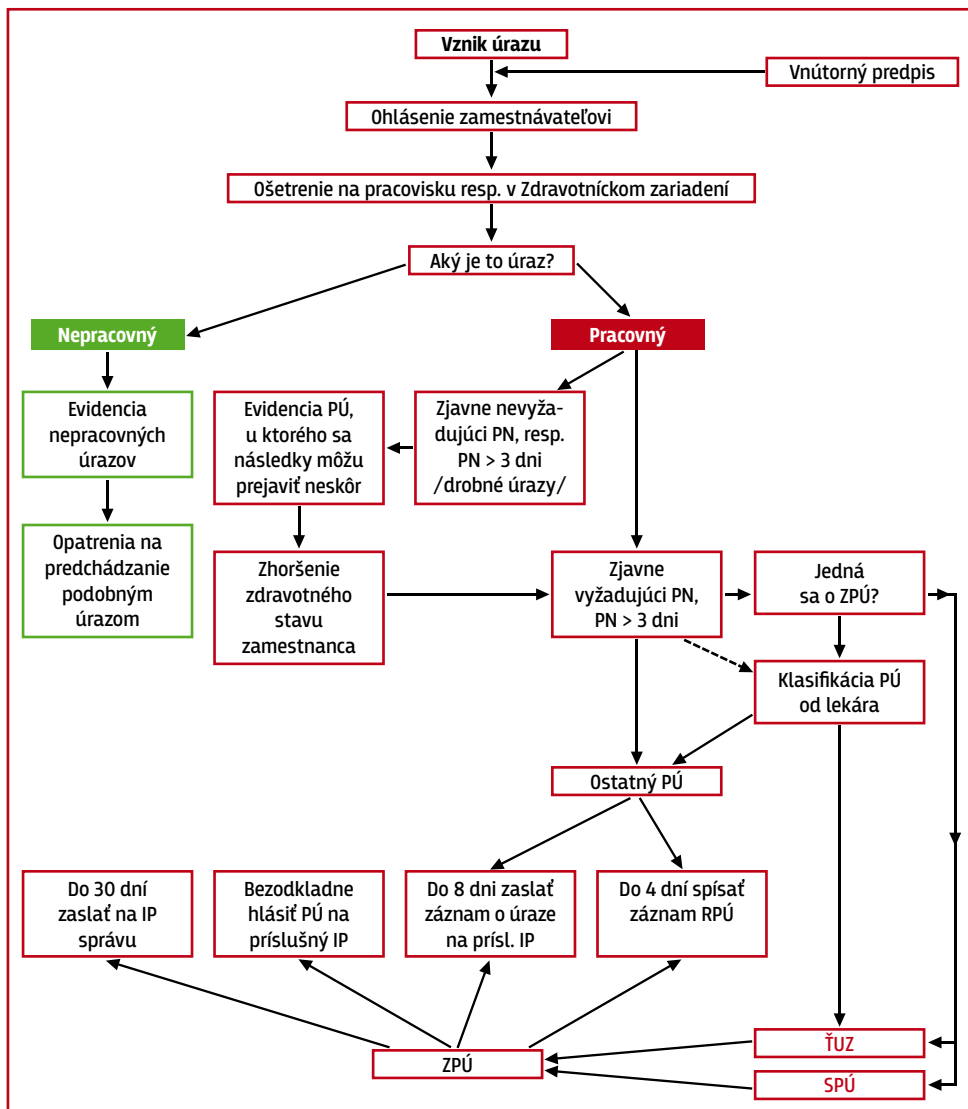 Vznik úrazu
Vnútorný predpis
Ohlásenie zamestnávateľovi
Ošetrenie na pracovisku resp. v Zdravotníckom zariadení
Aký je to úraz?
Nepracovný
Pracovný
Evidencia
nepracovných
úrazov
Evidencia PÚ,
u ktorého sa
následky môžu
prejaviť neskôr
Zjavne nevyža-
dujúci PN, resp.
PN > 3 dni
/drobné úrazy/
Opatrenia na
predchádzanie
podobným
úrazom
Zhoršenie
zdravotného
stavu
zamestnanca
Zjavne
vyžadujúci PN,
PN > 3 dni
Jedná
sa o ZPÚ?
Klasifikácia PÚ
od lekára
Ostatný PÚ
Do 30 dní
zaslať na IP
správu
Bezodkladne
hlásiť PÚ na
príslušný IP
Do 8 dni zaslať
záznam o úraze
na prísl. IP
Do 4 dní spísať
záznam RPÚ
ŤUZ
ZPÚ
SPÚ